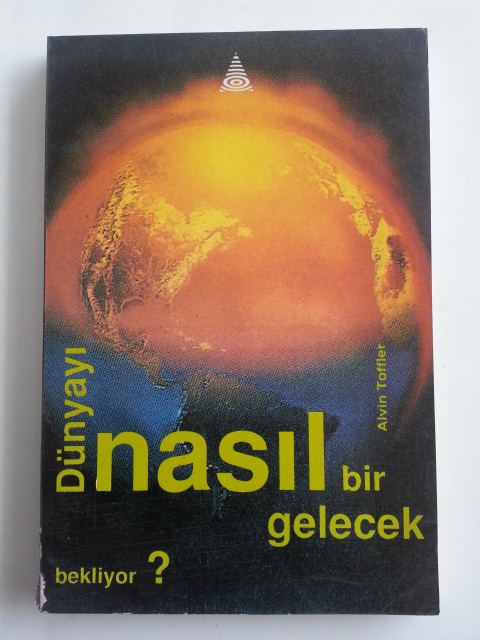 Dünyayı
nasıl bir
gelecek
bekliyor ?
Alvin Toffler